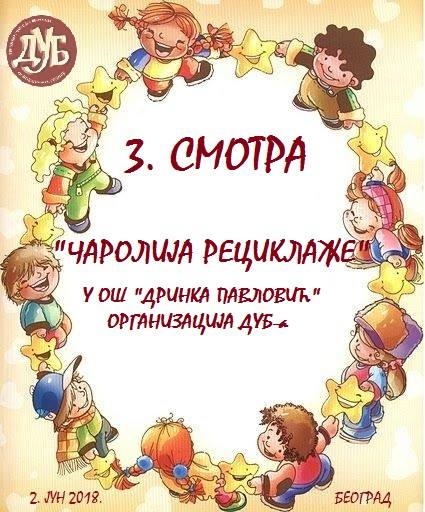 ДУБ
3. СМОТРА
"ЧАРОЛИЈА РЕЦИКЛАЖЕ"
У ОШ "ДРИНКА ПАВЛОВИЋ"
ОРГАНИЗАЦИЈА ДУБ-а
2. ЈУН 2018.
БЕОГРАД